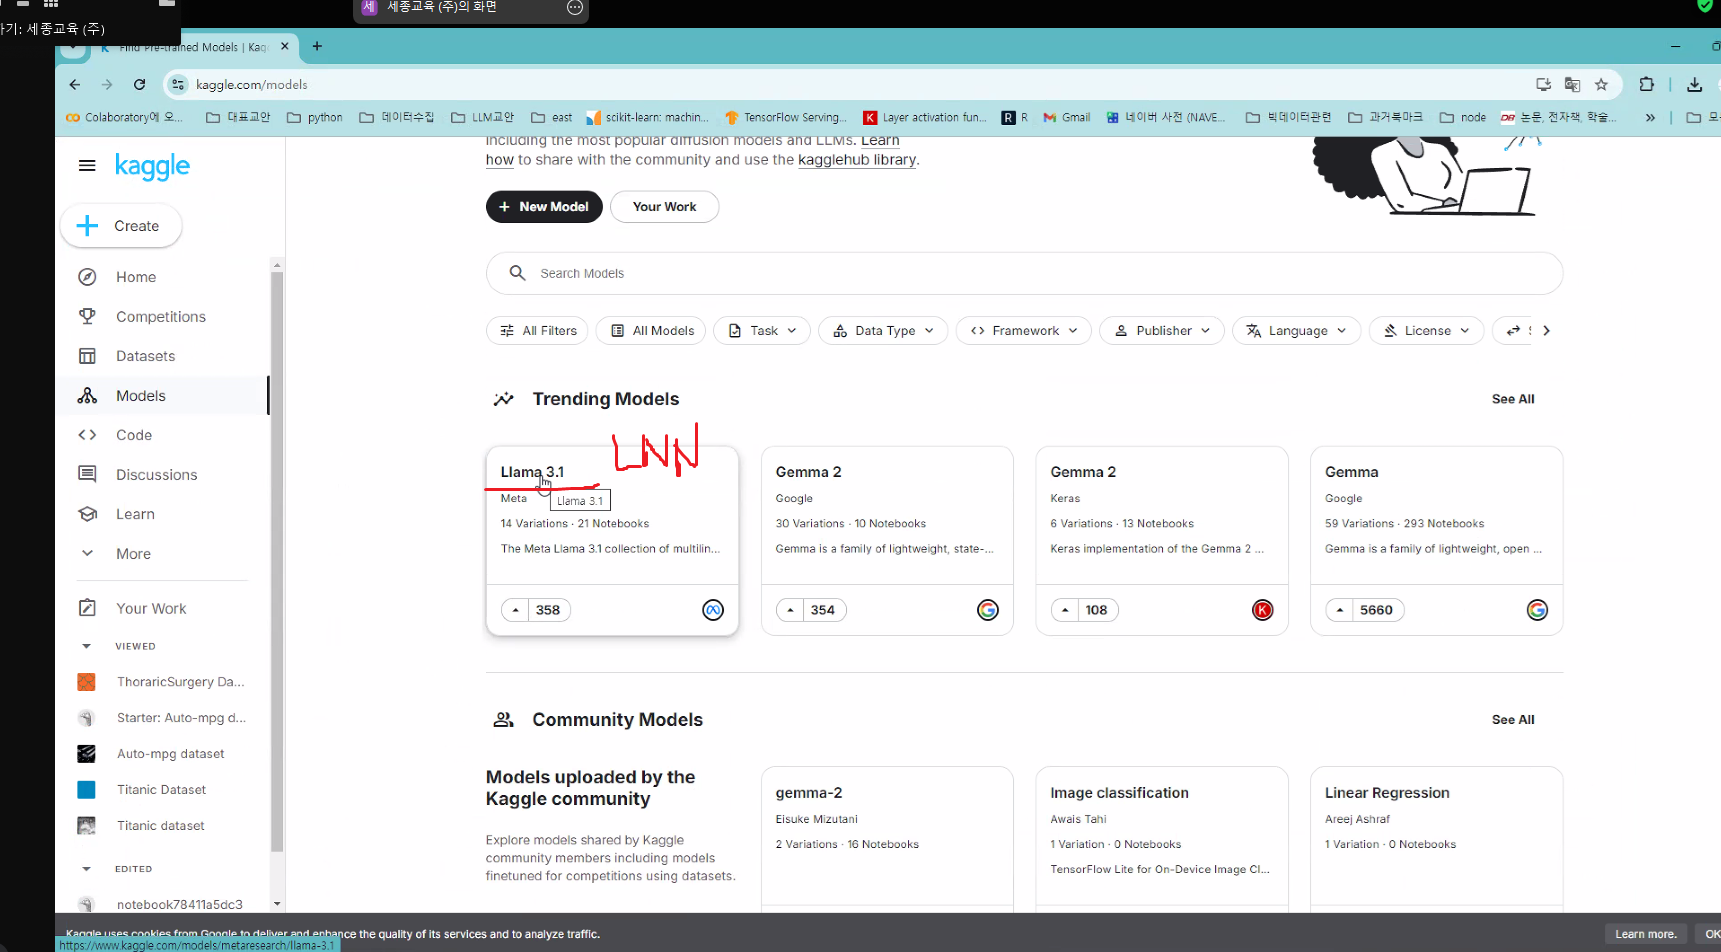 세 세종교육 (주)의 화면
하기: 세종교육 (주)
Find Pre-trained Models | Kag
kaggle.com/models
Colaboratory에 오...
대표교안
python
데이터수집
LLM교안
east
scikit-learn: machin...
TensorFlow Serving...
Layer activation fun...
R
Gmail
네이버 사전 (NAVE...
빅데이터관련
과거북마크
node
논문, 전자책, 학술...
kaggle
Create
Home
Competitions
Datasets
Models
Code
Discussions
Learn
More
Your Work
VIEWED
ThoraricSurgery Da...
Starter: Auto-mpg d...
Auto-mpg dataset
Titanic Dataset
Titanic dataset
EDITED
notebook78411a5dc3
including the most popular diffusion models and LLMs. Learn
how to share with the community and use the kagglehub library.
+ New Model
Your Work
Search Models
All Filters
All Models
Task
Data Type
Framework
Publisher
Language
License
Trending Models
See All
LNN
Llama 3.1
Meta
Llama 3.1
14 Variations · 21 Notebooks
The Meta Llama 3.1 collection of multilin...
358
Gemma 2
Google
30 Variations · 10 Notebooks
Gemma is a family of lightweight, state-...
354
Gemma 2
Keras
6 Variations · 13 Notebooks
Keras implementation of the Gemma 2 ...
108
Gemma
Google
59 Variations · 293 Notebooks
Gemma is a family of lightweight, open ...
5660
Community Models
See All
Models uploaded by the
Kaggle community
Explore models shared by Kaggle
community members including models
finetuned for competitions using datasets.
gemma-2
Eisuke Mizutani
2 Variations · 16 Notebooks
Image classification
Awais Tahi
1 Variation · 0 Notebooks
TensorFlow Lite for On-Device Image Cl...
Linear Regression
Areej Ashraf
1 Variation · 0 Notebooks
Kaggle uses cookies from Google to deliver and enhance the quality of its services and to analyze traffic.
Learn more.
OK
https://www.kaggle.com/models/metaresearch/llama-3.1